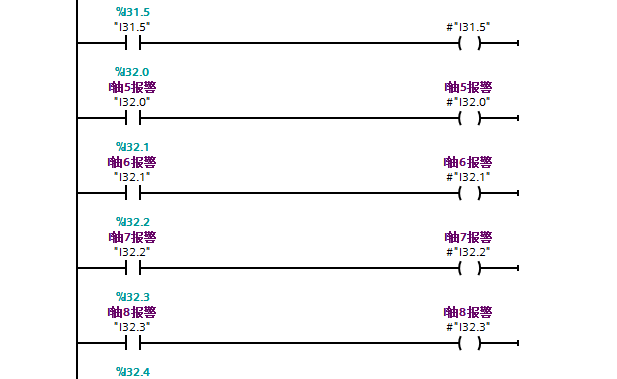 %I31.5
"I31.5" #"I31.5"
%I32.0
轴5报警 轴5报警
"I32.0" #"I32.0"
%I32.1
轴6报警 轴6报警
"I32.1" #"I32.1"
%I32.2
轴7报警 轴7报警
"I32.2" #"I32.2"
%I32.3
轴8报警 轴8报警
"I32.3" #"I32.3"
%I32.4